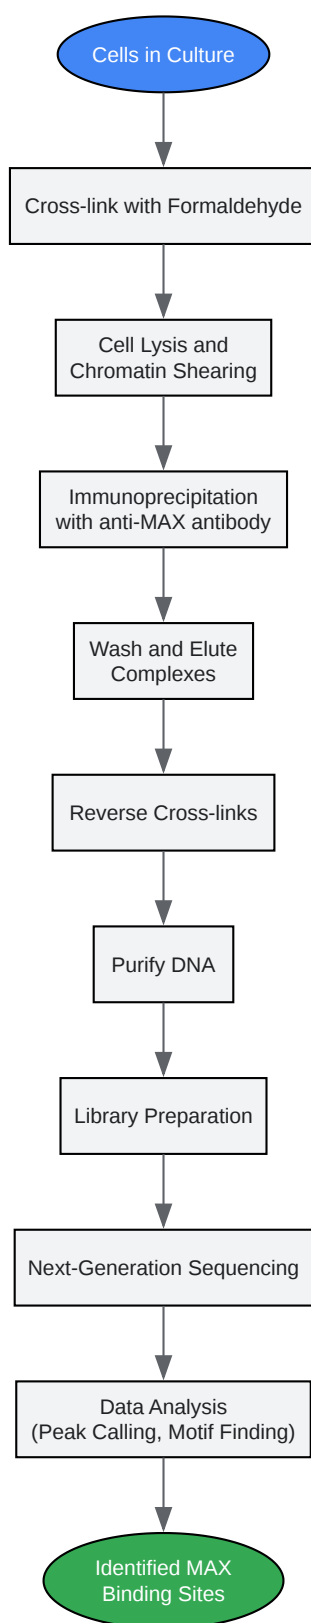 Cells in Culture
Cross-link with Formaldehyde
Cell Lysis and
Chromatin Shearing
Immunoprecipitation
with anti-MAX antibody
Wash and Elute
Complexes
Reverse Cross-links
Purify DNA
Library Preparation
Next-Generation Sequencing
Data Analysis
(Peak Calling, Motif Finding)
Identified MAX
Binding Sites